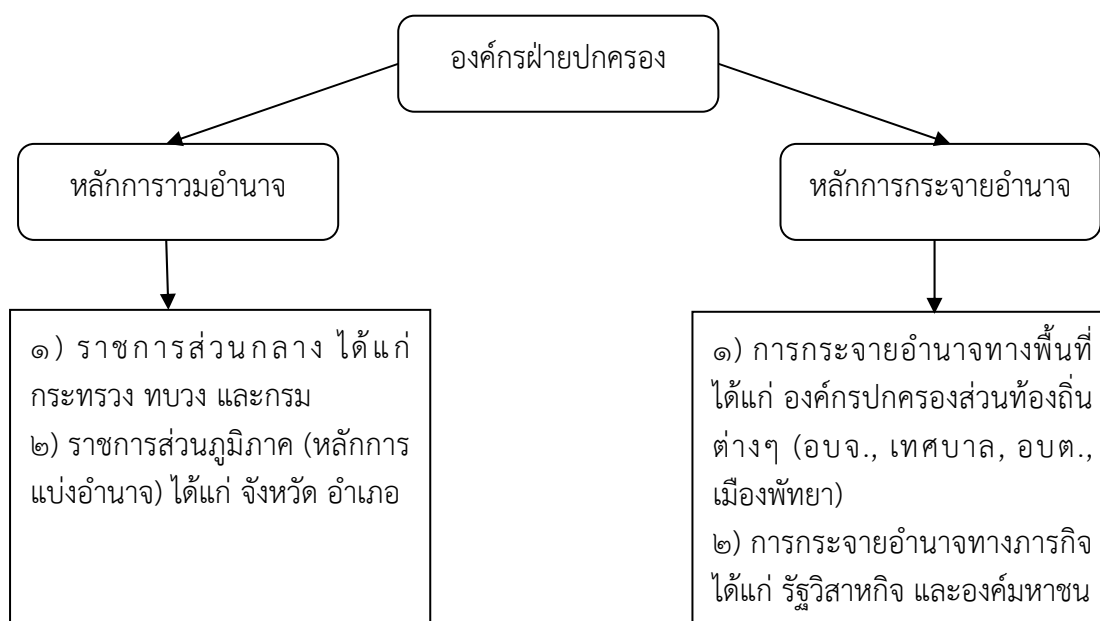 องค์กรฝ่ายปกครอง
หลักการาวมอำนาจ
หลักการกระจายอำนาจ
๑) ราชการส่วนกลาง ได้แก่
กระทรวง ทบวง และกรม
๒) ราชการส่วนภูมิภาค (หลักการ
แบ่งอำนาจ) ได้แก่ จังหวัด อำเภอ
๑) การกระจายอำนาจทางพื้นที่
ได้แก่ องค์กรปกครองส่วนท้องถิ่น
ต่างๆ (อบจ., เทศบาล, อบต.,
เมืองพัทยา)
๒) การกระจายอำนาจทางภารกิจ
ได้แก่ รัฐวิสาหกิจ และองค์มหาชน